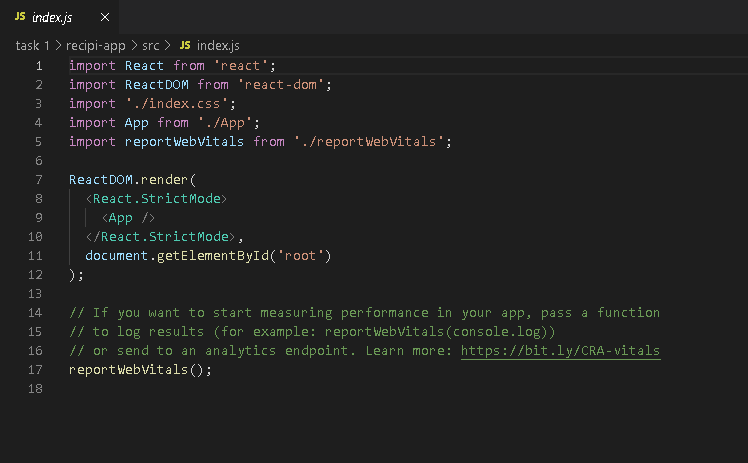 JS index.js ×
task 1 > recipi-app > src > JS index.js
1 import React from 'react';
2 import ReactDOM from 'react-dom';
3 import './index.css';
4 import App from './App';
5 import reportWebVitals from './reportWebVitals';
6
7 ReactDOM.render(
8   <React.StrictMode>
9     <App />
10   </React.StrictMode>,
11   document.getElementById('root')
12 );
13
14 // If you want to start measuring performance in your app, pass a function
15 // to log results (for example: reportWebVitals(console.log))
16 // or send to an analytics endpoint. Learn more: https://bit.ly/CRA-vitals
17 reportWebVitals();
18